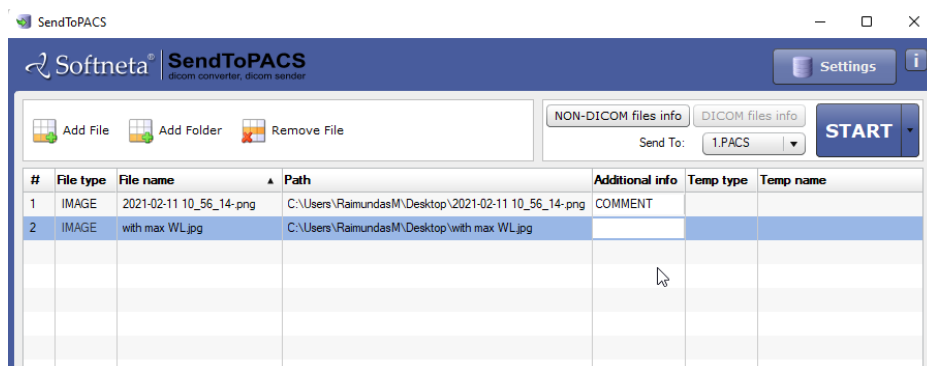 SendToPACS
Softneta® SendToPACS
dicom converter, dicom sender
Settings
i
Add File Add Folder Remove File
NON-DICOM files info DICOM files info
Send To: 1.PACS
START
# File type File name Path Additional info Temp type Temp name
1 IMAGE 2021-02-11 10_56_14-.png C:\Users\RaimundasM\Desktop\2021-02-11 10_56_14-.png COMMENT
2 IMAGE with max WL.jpg C:\Users\RaimundasM\Desktop\with max WL.jpg